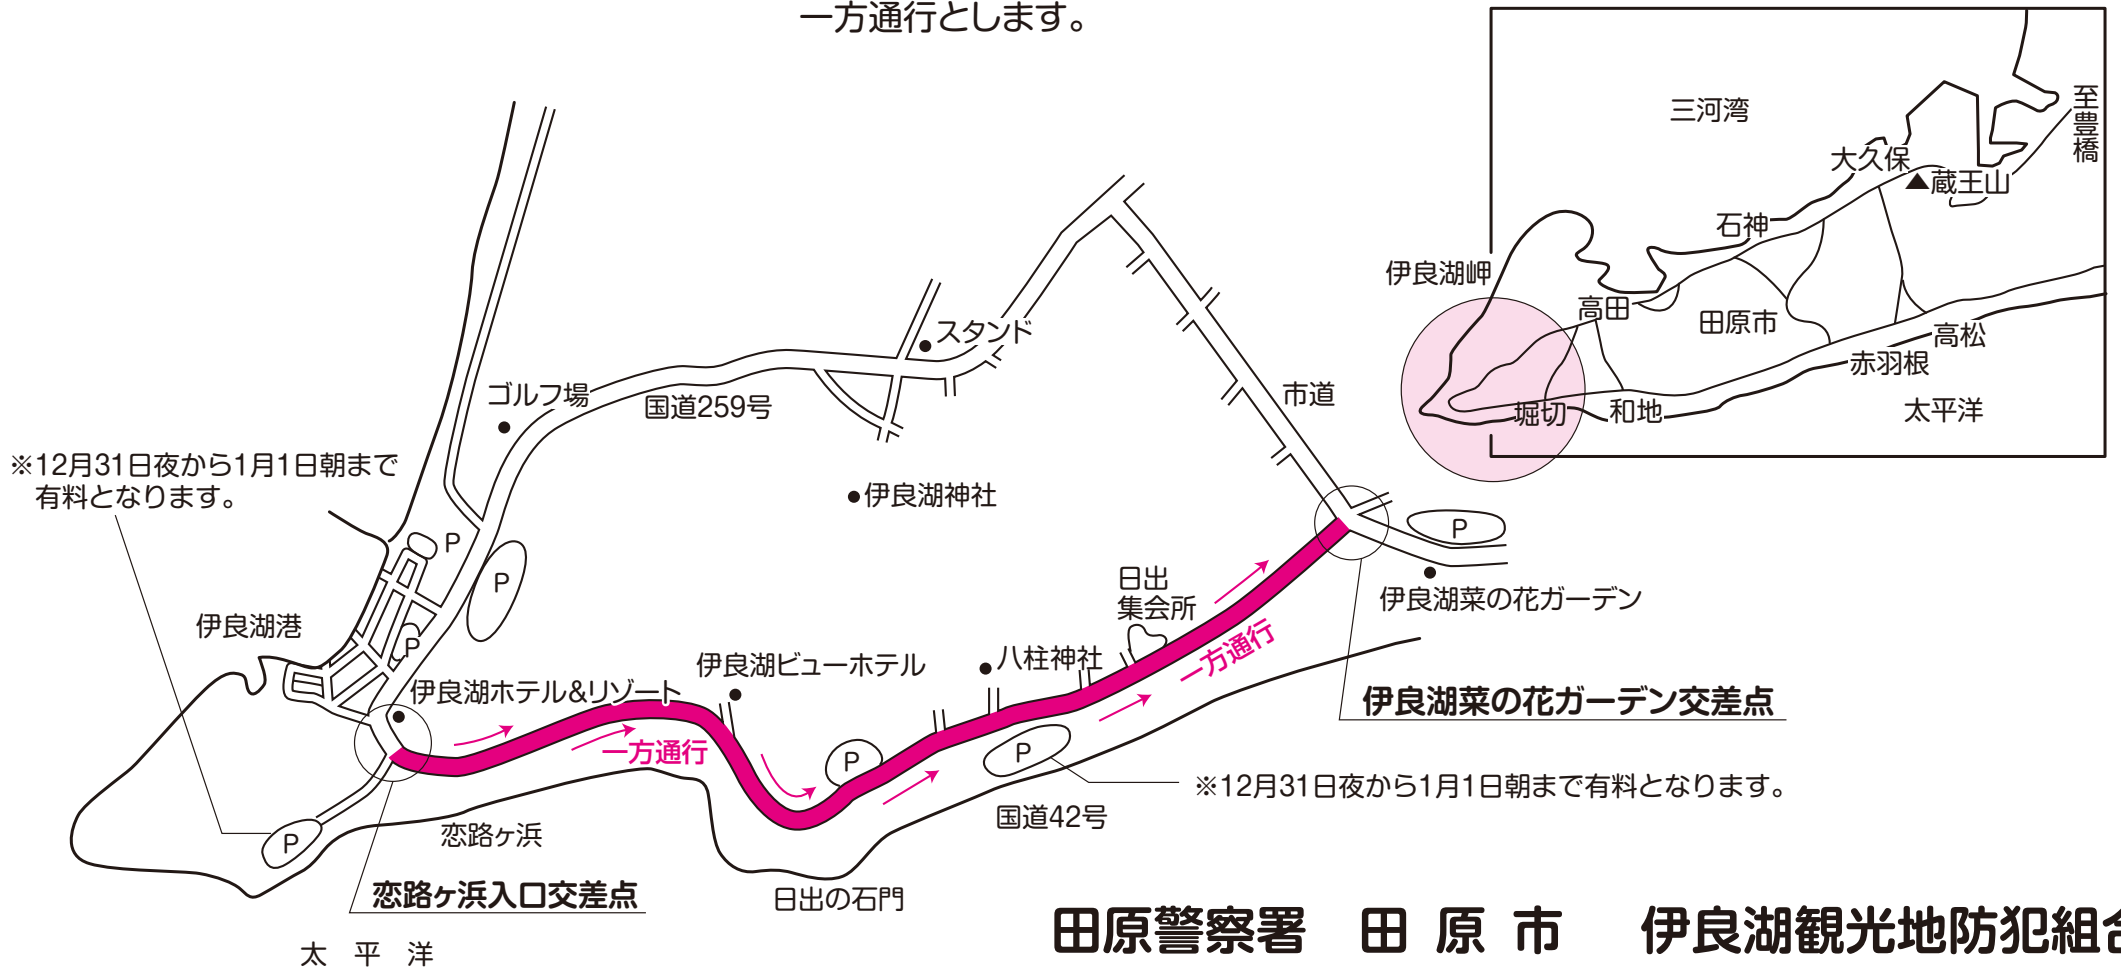 一方通行とします。
三河湾
至豊橋
大久保
▲蔵王山
石神
伊良湖岬
高田
田原市
高松
赤羽根
堀切
和地
太平洋
スタンド
ゴルフ場
国道259号
市道
※12月31日夜から1月1日朝まで
有料となります。
伊良湖神社
P
P
P
伊良湖港
P
日出
集会所
伊良湖菜の花ガーデン
一方通行
伊良湖ビューホテル
八柱神社
伊良湖ホテル&リゾート
伊良湖菜の花ガーデン交差点
一方通行
P
P
※12月31日夜から1月1日朝まで有料となります。
国道42号
恋路ヶ浜
P
恋路ヶ浜入口交差点
日出の石門
田原警察署 田原市 伊良湖観光地防犯組合
太平洋